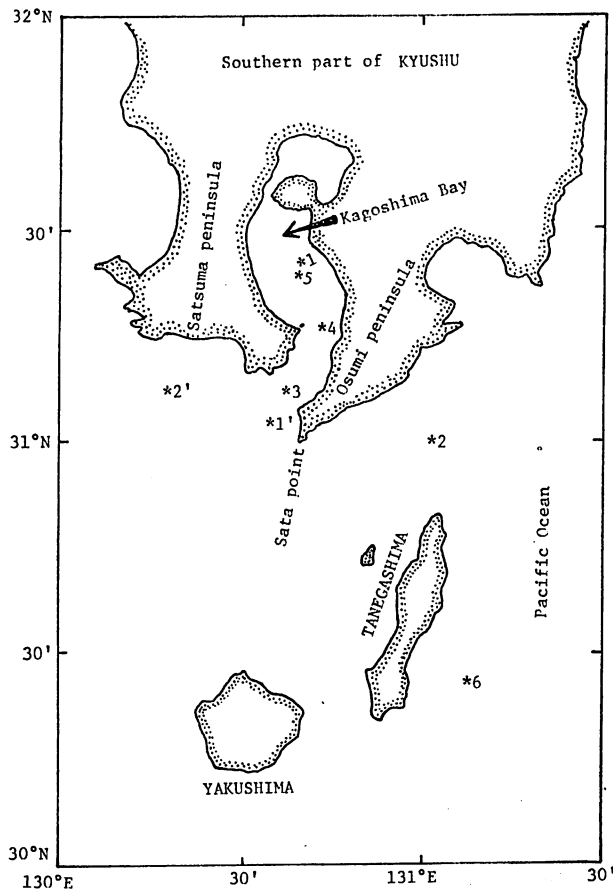 32°N
Southern part of KYUSHU
Satsuma peninsula
Kagoshima Bay
30'
*1
*5
Osumi peninsula
*4
*2'
*3
*1'
31°N
*2
Sata point
Pacific Ocean
TANEGASHIMA
30'
*6
YAKUSHIMA
30°N
130°E
30'
131°E
30'